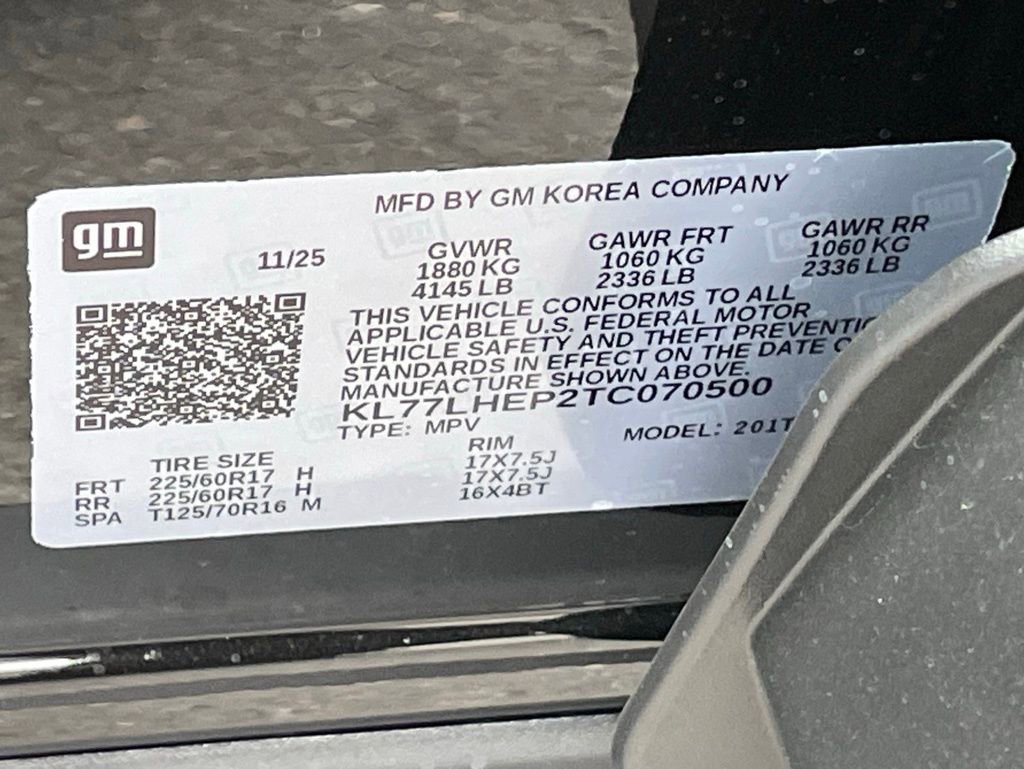 MFD BY GM KOREA COMPANY
gm
11/25
GVWR
1880 KG
4145 LB
GAWR FRT
1060 KG
2336 LB
GAWR RR
1060 KG
2336 LB
THIS VEHICLE CONFORMS TO ALL
APPLICABLE U.S. FEDERAL MOTOR
VEHICLE SAFETY AND THEFT PREVENTIO
STANDARDS IN EFFECT ON THE DATE O
MANUFACTURE SHOWN ABOVE.
KL77LHEP2TC070500
TYPE: MPV MODEL: 201T
TIRE SIZE RIM
FRT 225/60R17 H 17X7.5J
RR 225/60R17 H 17X7.5J
SPA T125/70R16 M 16X4BT